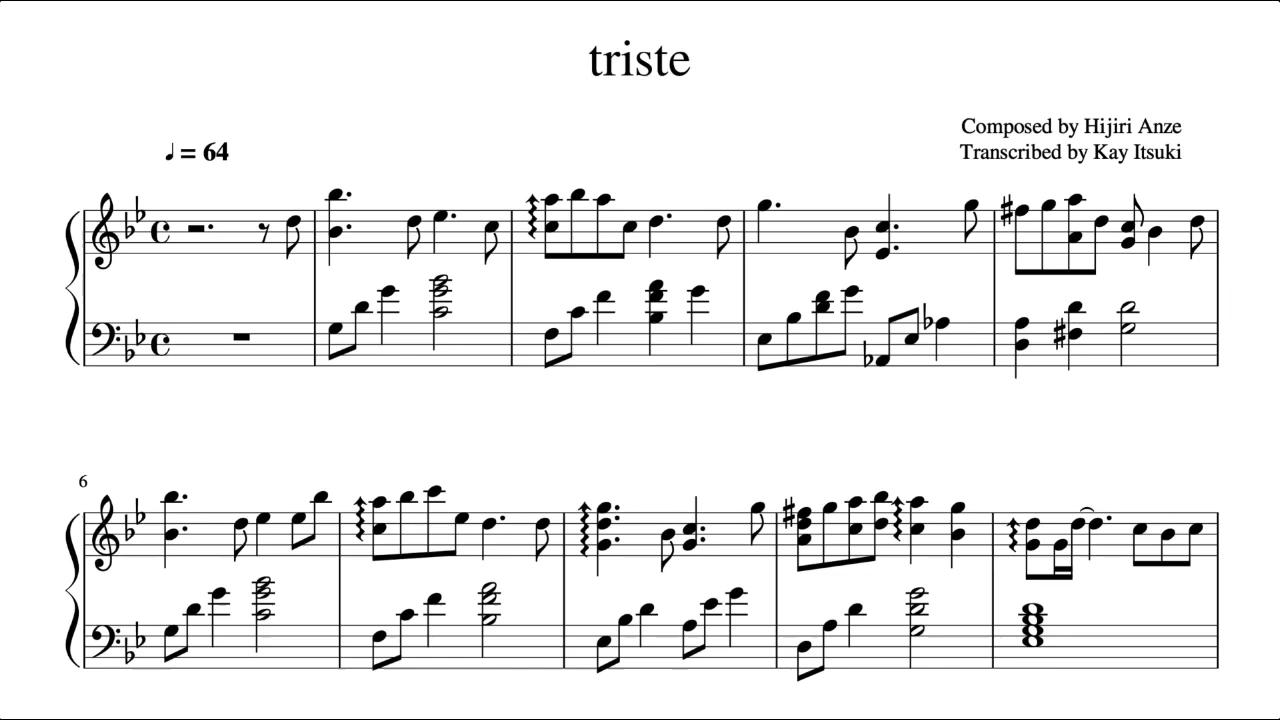 triste
Composed by Hijiri Anze
♩ = 64
Transcribed by Kay Itsuki
6